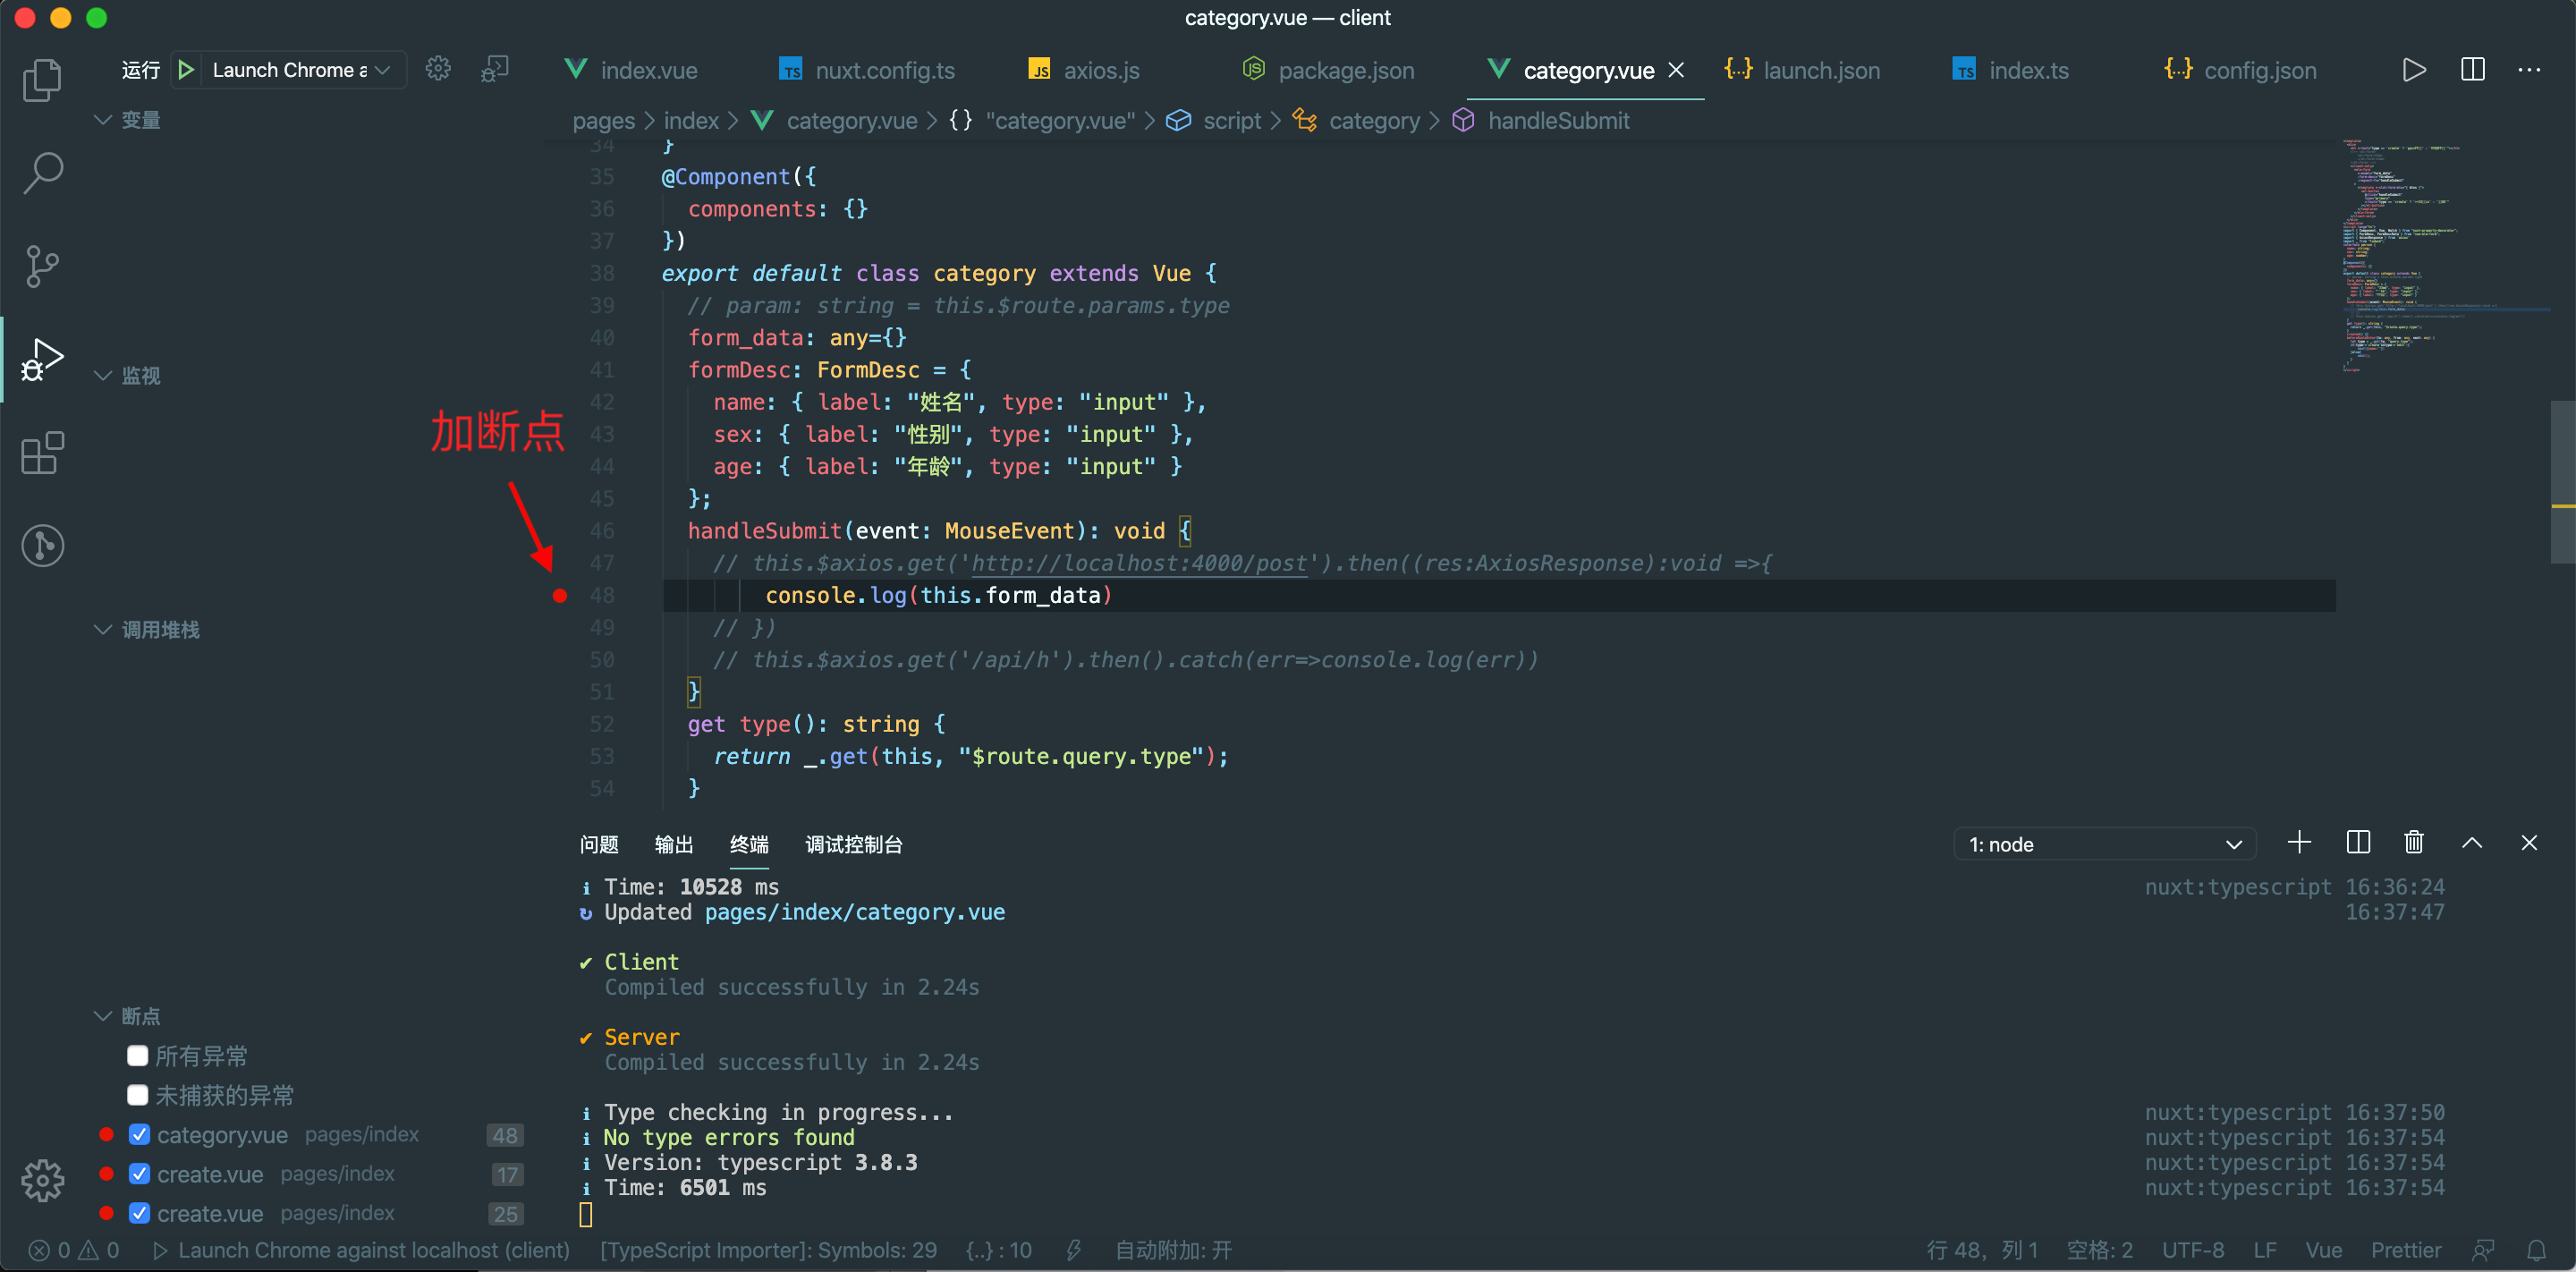 category.vue — client
运行 Launch Chrome a
index.vue nuxt.config.ts axios.js package.json category.vue launch.json index.ts config.json
pages > index > category.vue > {} "category.vue" > script > category > handleSubmit
变量
监视
调用堆栈
加断点
34 }
35 @Component({
36 components: {}
37 })
38 export default class category extends Vue {
39 // param: string = this.$route.params.type
40 form_data: any={}
41 formDesc: FormDesc = {
42 name: { label: "姓名", type: "input" },
43 sex: { label: "性别", type: "input" },
44 age: { label: "年龄", type: "input" }
45 };
46 handleSubmit(event: MouseEvent): void {
47 // this.$axios.get('http://localhost:4000/post').then((res:AxiosResponse):void =>{
48 console.log(this.form_data)
49 // })
50 // this.$axios.get('/api/h').then().catch(err=>console.log(err))
51 }
52 get type(): string {
53 return _.get(this, "$route.query.type");
54 }
问题 输出 终端 调试控制台 1: node
i Time: 10528 ms nuxt:typescript 16:36:24
↻ Updated pages/index/category.vue 16:37:47
✔ Client
Compiled successfully in 2.24s
✔ Server
Compiled successfully in 2.24s
i Type checking in progress... nuxt:typescript 16:37:50
i No type errors found nuxt:typescript 16:37:54
i Version: typescript 3.8.3 nuxt:typescript 16:37:54
i Time: 6501 ms nuxt:typescript 16:37:54
断点
所有异常
未捕获的异常
category.vue pages/index 48
create.vue pages/index 17
create.vue pages/index 25
0 0 Launch Chrome against localhost (client) [TypeScript Importer]: Symbols: 29 {..} : 10 自动附加: 开 行 48，列 1 空格: 2 UTF-8 LF Vue Prettier